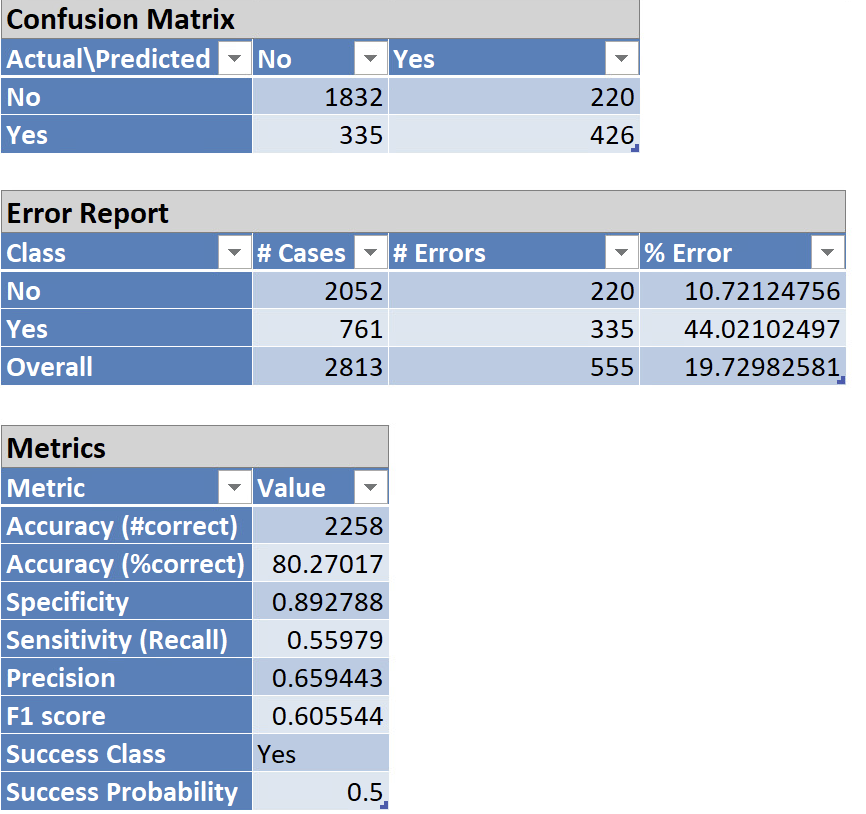 Confusion Matrix
Actual\Predicted No Yes
No 1832 220
Yes 335 426
Error Report
Class # Cases # Errors % Error
No 2052 220 10.72124756
Yes 761 335 44.02102497
Overall 2813 555 19.72982581
Metrics
Metric Value
Accuracy (#correct) 2258
Accuracy (%correct) 80.27017
Specificity 0.892788
Sensitivity (Recall) 0.55979
Precision 0.659443
F1 score 0.605544
Success Class Yes
Success Probability 0.5